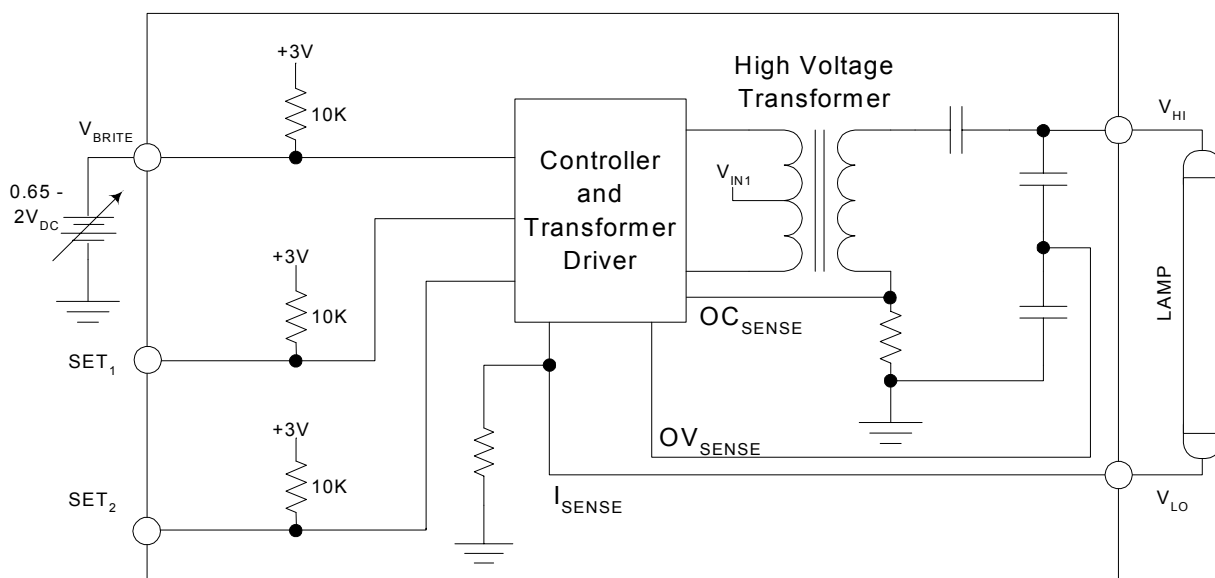 +3V
10K
V_BRITE
0.65 -
2V_DC
High Voltage
Transformer
V_HI
Controller
and
Transformer
Driver
V_IN1
LAMP
+3V
10K
OC_SENSE
SET_1
+3V
10K
OV_SENSE
SET_2
I_SENSE
V_LO